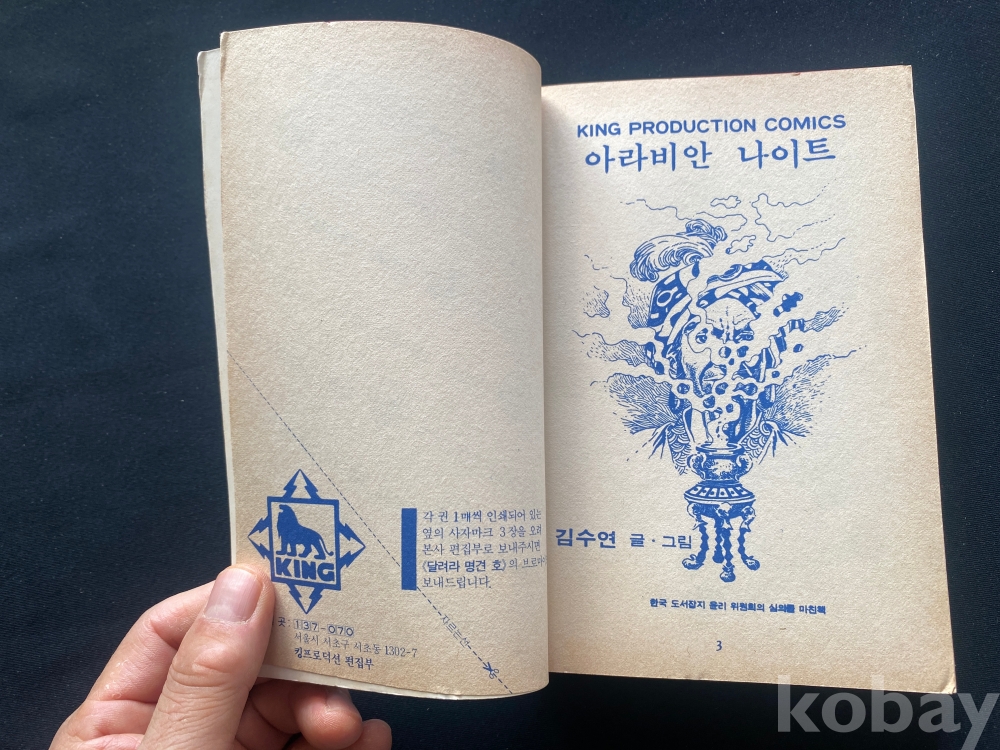 KING
각 권 1매씩 인쇄되어 있는
옆의 사자마크 3장을 오려
본사 편집부로 보내주시면
《달려라 명견 호》의 브로마
보내드립니다.
곳: 137-070
서울시 서초구 서초동 1302-7
킹프로덕션 편집부
자르는선
KING PRODUCTION COMICS
아라비안 나이트
김수연 글·그림
한국 도서잡지 윤리 위원회의 심의를 마친책
3
kobay